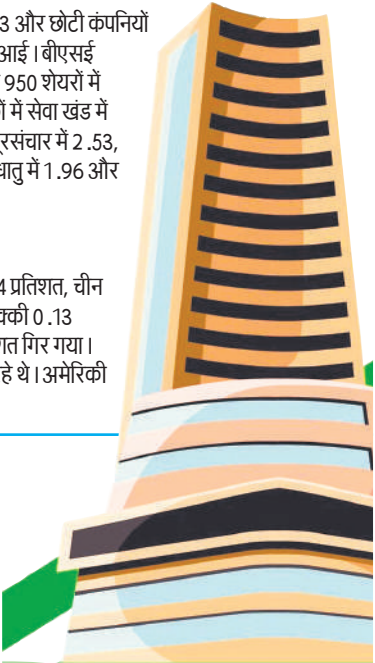 3 और छोटी कंपनियों
आई । बीएसई
950 शेयरों में
में सेवा खंड में
रसंचार में 2 .53,
धातु में 1 .96 और
4 प्रतिशत, चीन
क्की 0 .13
त गिर गया ।
हे थे । अमेरिकी